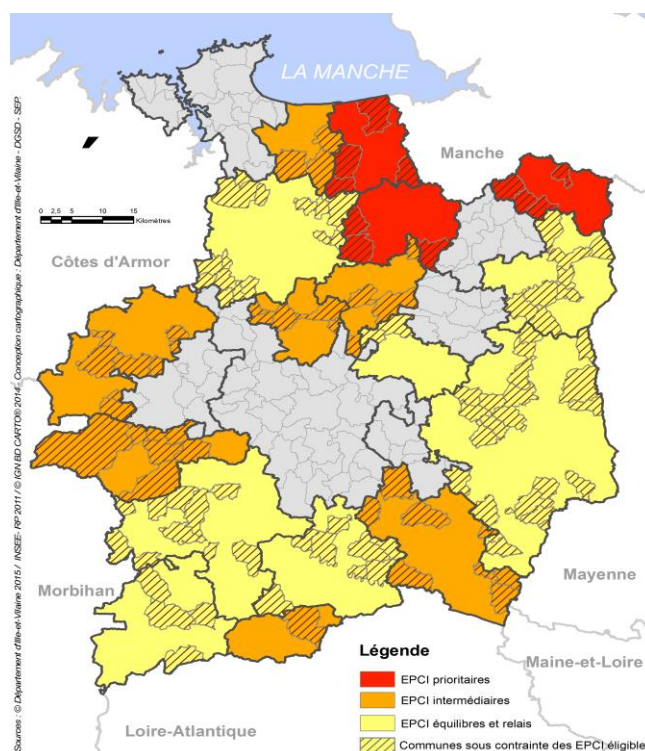 LA MANCHE
Manche
0 2.5 5 10 15
Kilomètres
Côtes d'Armor
Morbihan
Mayenne
Maine-et-Loire
Loire-Atlantique
Légende
EPCI prioritaires
EPCI intermédiaires
EPCI équilibres et relais
Communes sous contrainte des EPCI éligible
Sources : © Département d'Ille-et-Vilaine 2015 / INSEE- RP 2011 / © IGN BD CARTO® 2014 - Conception cartographique : Département d'Ille-et-Vilaine - DGSD - SEP.